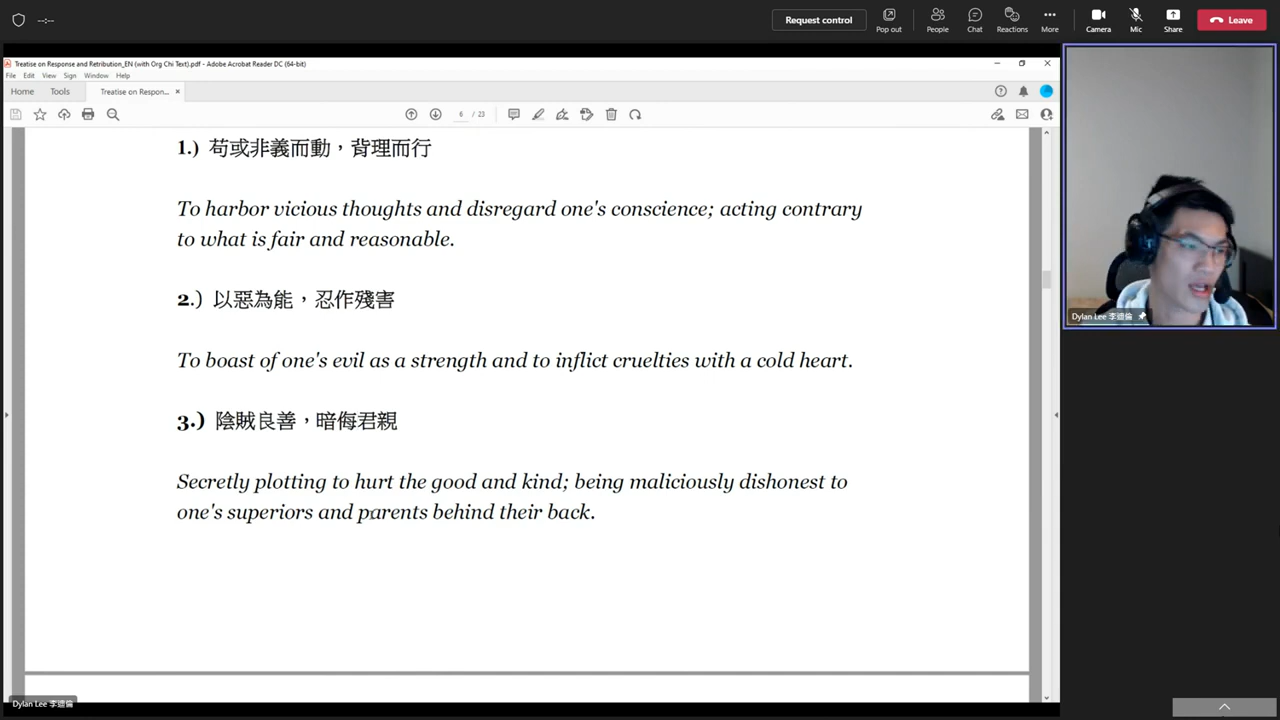 --:--
Request control
Pop out
People
Chat
Reactions
More
Camera
Mic
Share
Leave
Treatise on Response and Retribution_EN (with Org Chi Text).pdf - Adobe Acrobat Reader DC (64-bit)
File Edit View Sign Window Help
Home Tools Treatise on Respon... ×
6 / 23
1.) 苟或非義而動，背理而行
To harbor vicious thoughts and disregard one's conscience; acting contrary
to what is fair and reasonable.
2.) 以惡為能，忍作殘害
To boast of one's evil as a strength and to inflict cruelties with a cold heart.
3.) 陰賊良善，暗侮君親
Secretly plotting to hurt the good and kind; being maliciously dishonest to
one's superiors and parents behind their back.
Dylan Lee 李迪倫
Dylan Lee 李迪倫